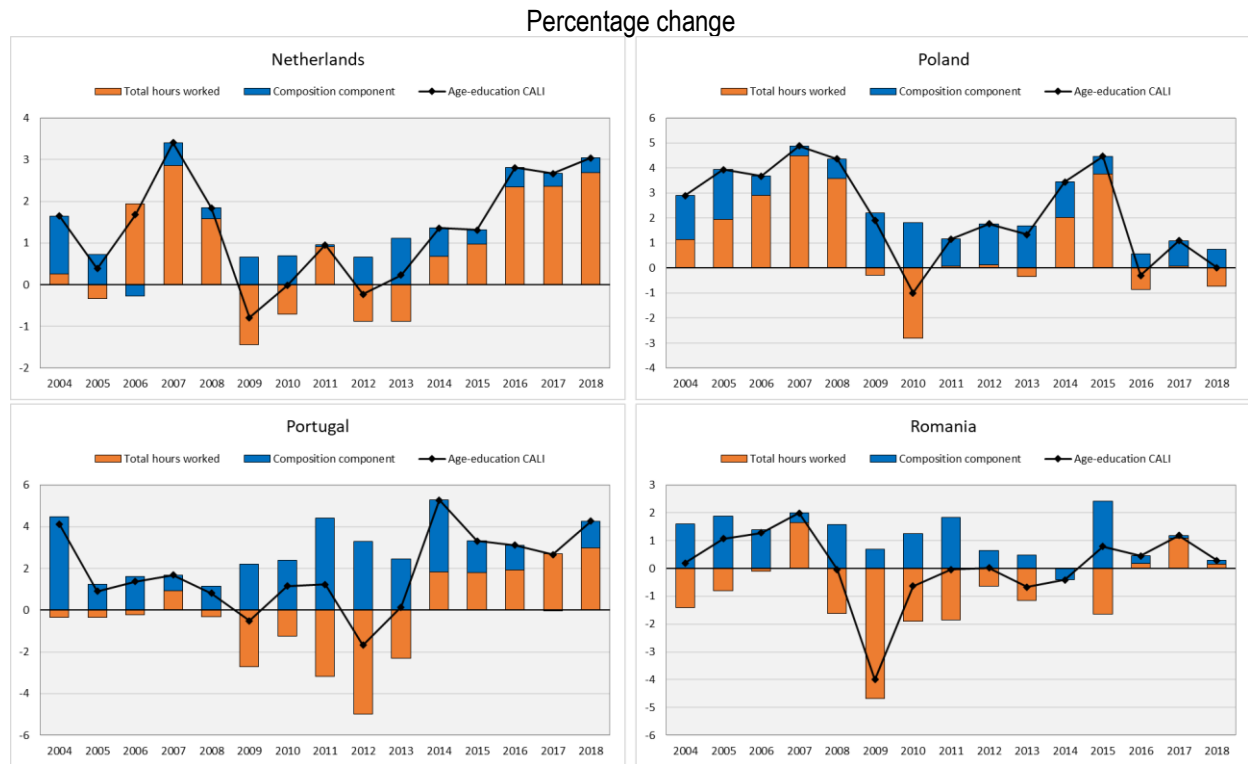 Percentage change
Netherlands
Total hours worked Composition component Age-education CALI
4
3
2
1
0
-1
-2
2004 2005 2006 2007 2008 2009 2010 2011 2012 2013 2014 2015 2016 2017 2018
Poland
Total hours worked Composition component Age-education CALI
6
5
4
3
2
1
0
-1
-2
-3
-4
2004 2005 2006 2007 2008 2009 2010 2011 2012 2013 2014 2015 2016 2017 2018
Portugal
Total hours worked Composition component Age-education CALI
6
4
2
0
-2
-4
-6
2004 2005 2006 2007 2008 2009 2010 2011 2012 2013 2014 2015 2016 2017 2018
Romania
Total hours worked Composition component Age-education CALI
3
2
1
0
-1
-2
-3
-4
-5
-6
2004 2005 2006 2007 2008 2009 2010 2011 2012 2013 2014 2015 2016 2017 2018